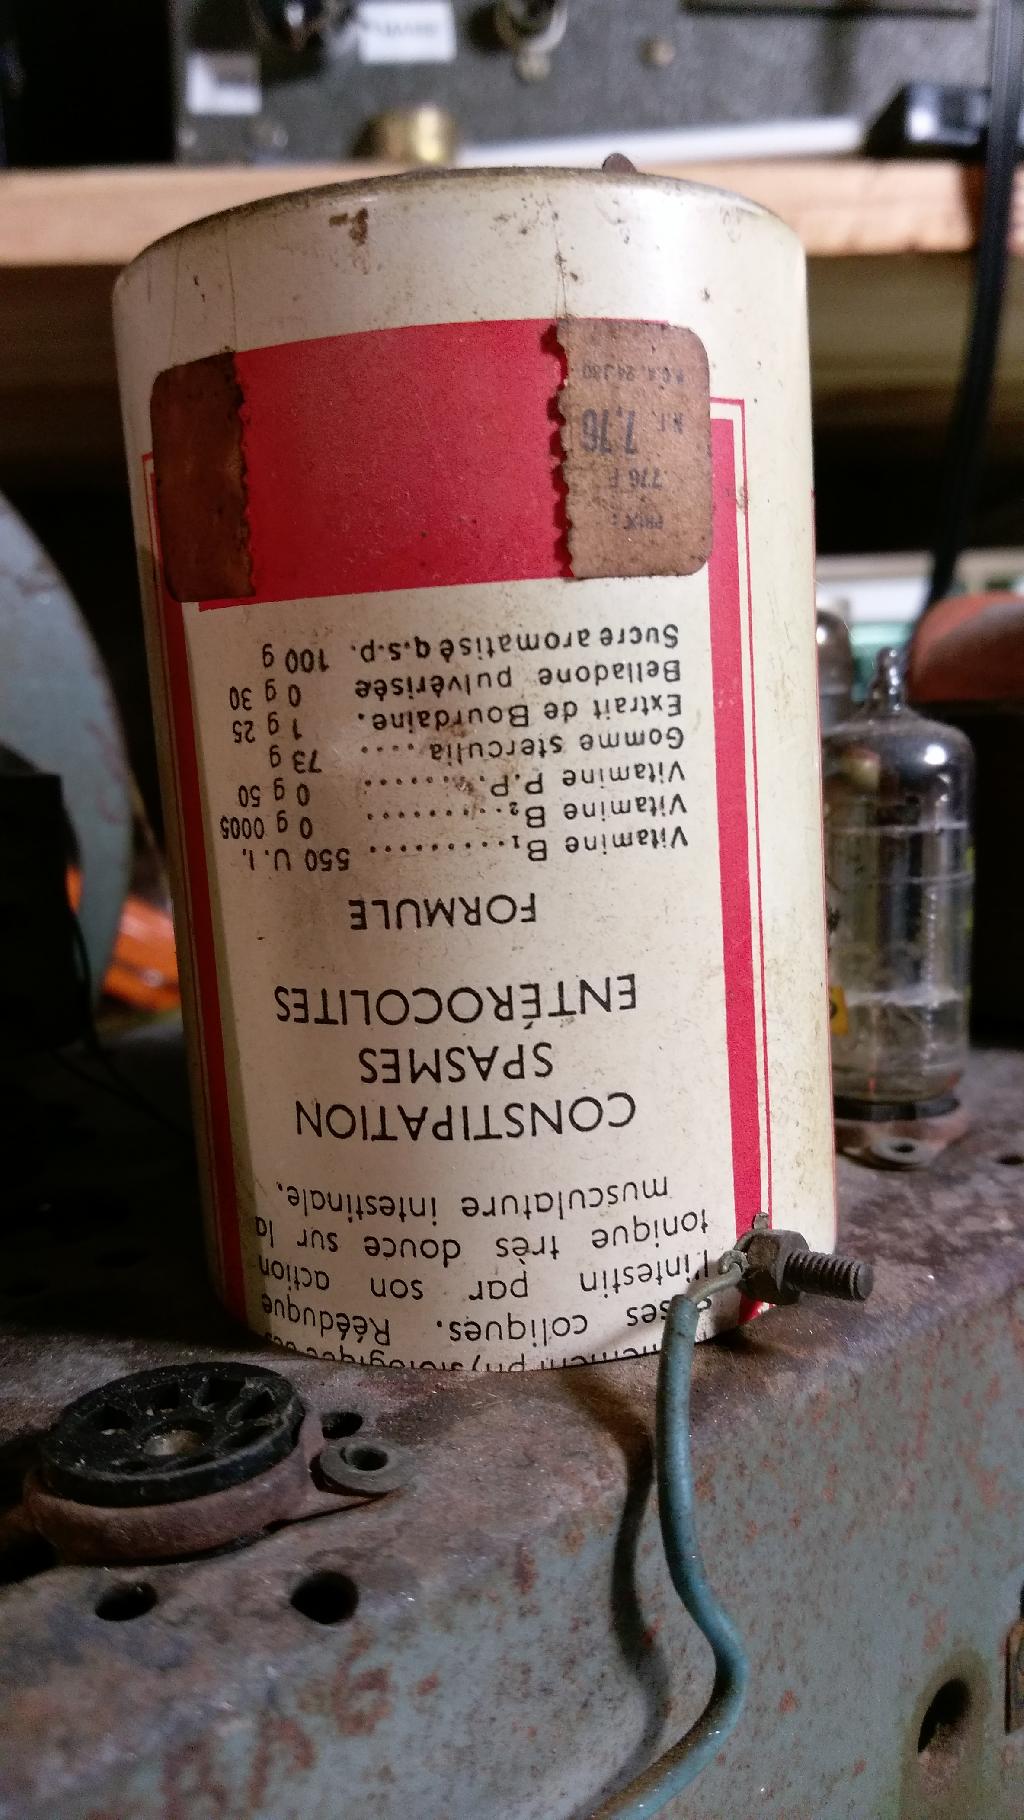 physiologique
ses coliques. Rééduque
l'intestin par son action
tonique très douce sur la
musculature intestinale.
CONSTIPATION
SPASMES
ENTÉROCOLITES
FORMULE
Vitamine B₁.......... 550 U. I.
Vitamine B₂.......... 0 g 0005
Vitamine P.P........ 0 g 50
Gomme sterculia.... 73 g
Extrait de Bourdaine. 1 g 25
Belladone pulvérisée 0 g 30
Sucre aromatisé q.s.p. 100 g
PRIX :
776 F
N.F. 7,76